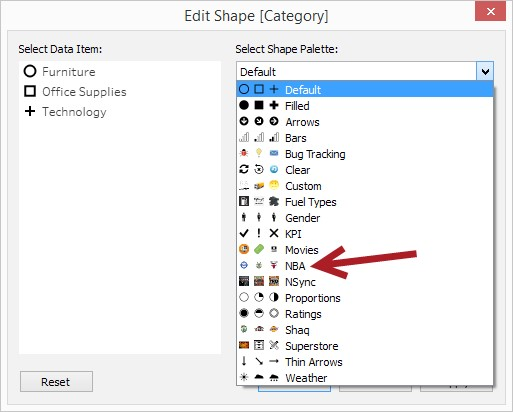 Edit Shape [Category]
Select Data Item:
Furniture
Office Supplies
Technology
Select Shape Palette:
Default
Default
Filled
Arrows
Bars
Bug Tracking
Clear
Custom
Fuel Types
Gender
KPI
Movies
NBA
NSync
Proportions
Ratings
Shaq
Superstore
Thin Arrows
Weather
Reset